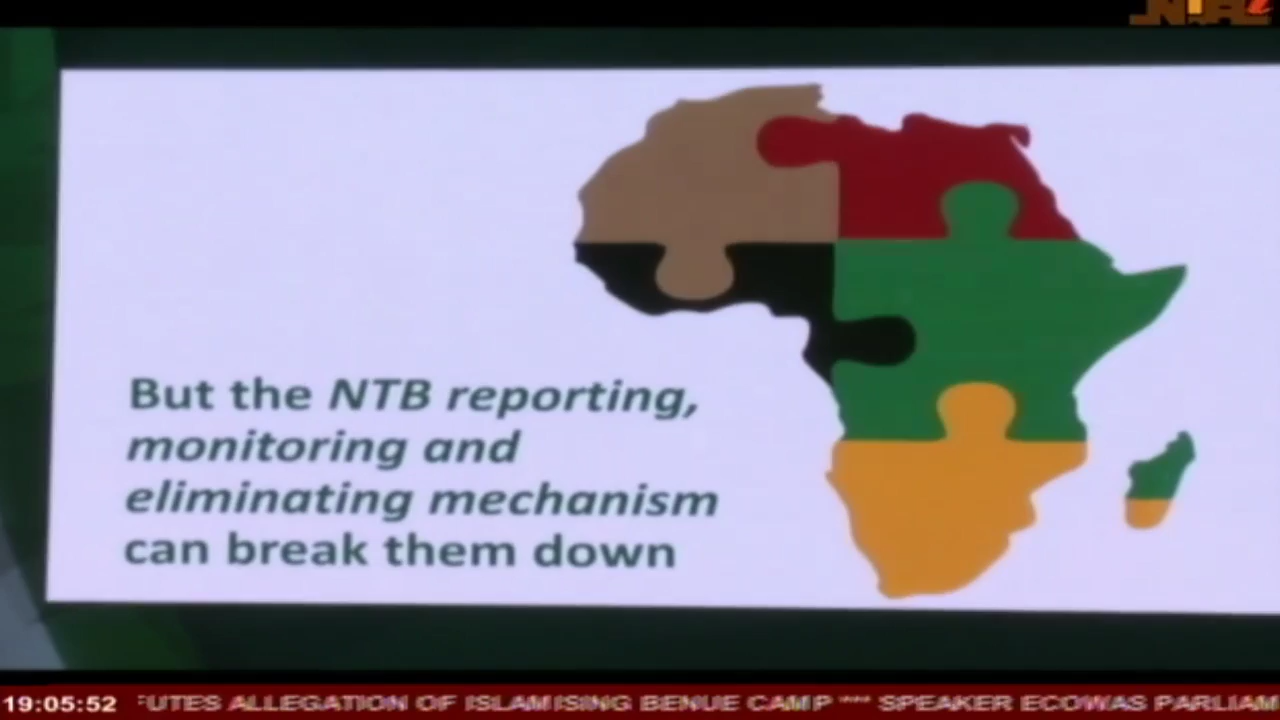 But the NTB reporting,
monitoring and
eliminating mechanism
can break them down
19:05:52 ALLEGATION OF ISLAMISING BENUE CAMP *** SPEAKER ECOWAS